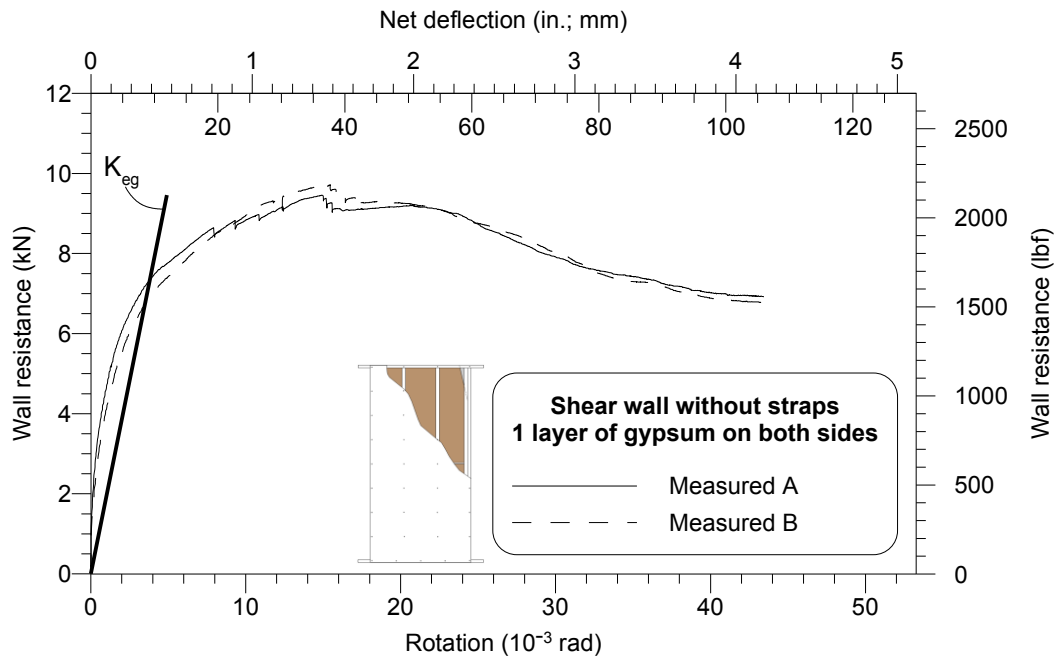 Net deflection (in.; mm)
0 1 2 3 4 5
20 40 60 80 100 120
12
10
8
6
4
2
0
Wall resistance (kN)
K_eg
2500
2000
1500
1000
500
0
Wall resistance (lbf)
Shear wall without straps
1 layer of gypsum on both sides
Measured A
Measured B
0 10 20 30 40 50
Rotation (10⁻³ rad)